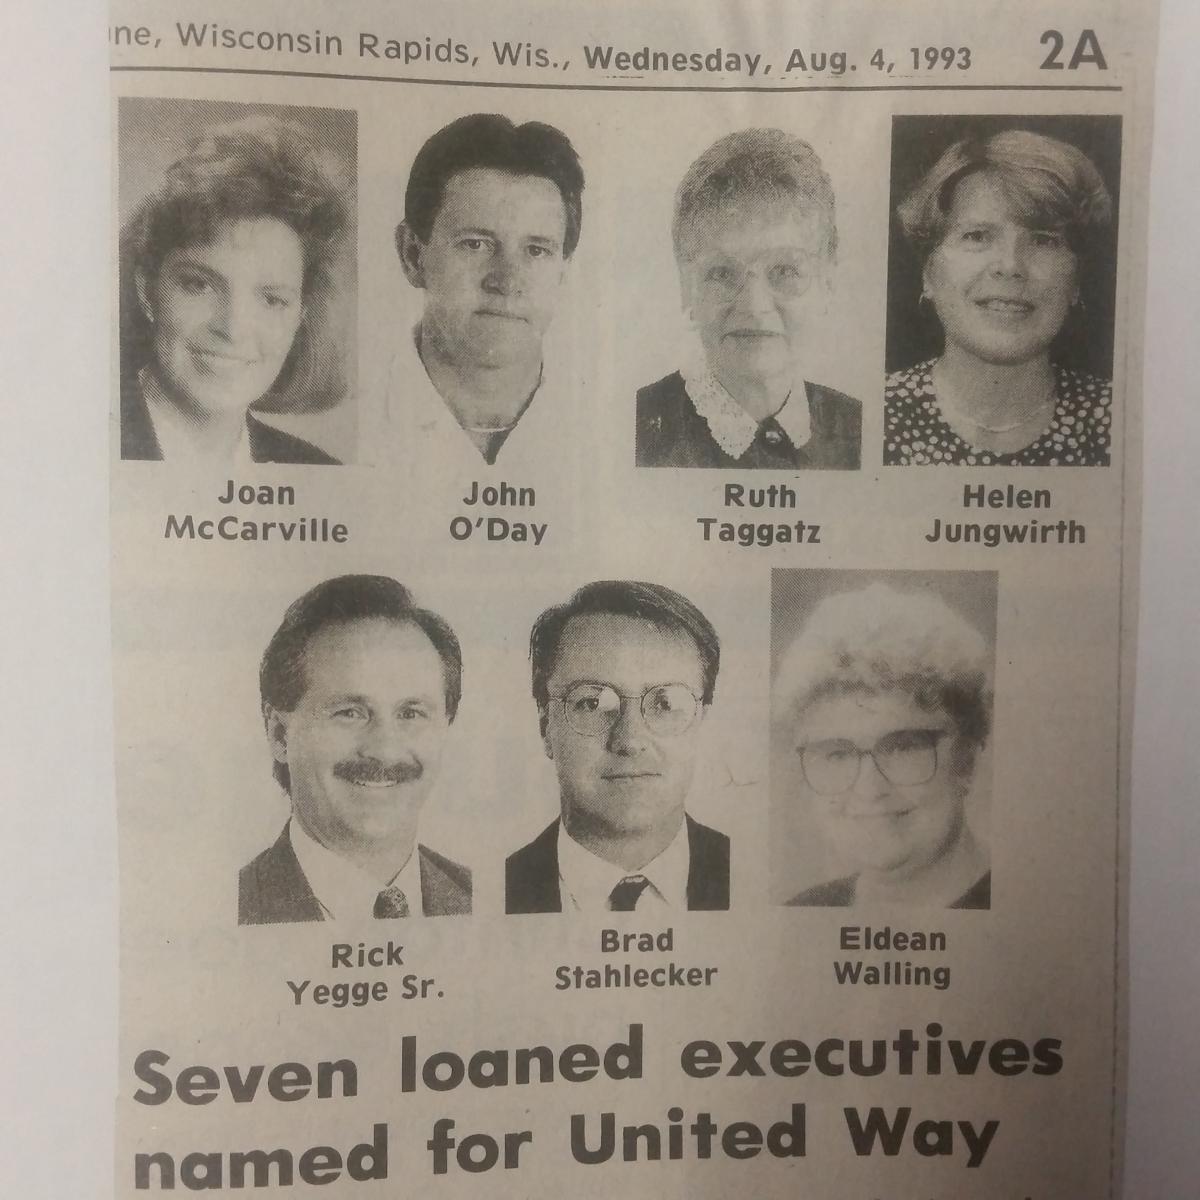 ne, Wisconsin Rapids, Wis., Wednesday, Aug. 4, 1993 2A
Joan
McCarville
John
O'Day
Ruth
Taggatz
Helen
Jungwirth
Rick
Yegge Sr.
Brad
Stahlecker
Eldean
Walling
Seven loaned executives
named for United Way